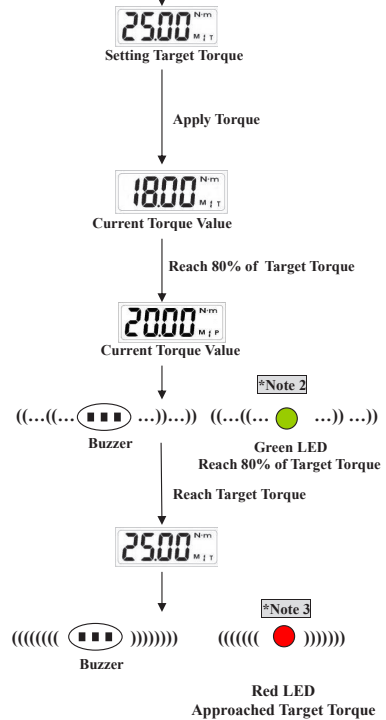 25.00 N·m
M ↕ T
Setting Target Torque
Apply Torque
18.00 N·m
M ↕ T
Current Torque Value
Reach 80% of Target Torque
20.00 N·m
M ↕ P
Current Torque Value
*Note 2
((...((... ...))...)) ((...((... ...)) ...))
Buzzer
Green LED
Reach 80% of Target Torque
Reach Target Torque
25.00 N·m
M ↕ T
*Note 3
(((((((( )))))))) ((((((( )))))))
Buzzer
Red LED
Approached Target Torque